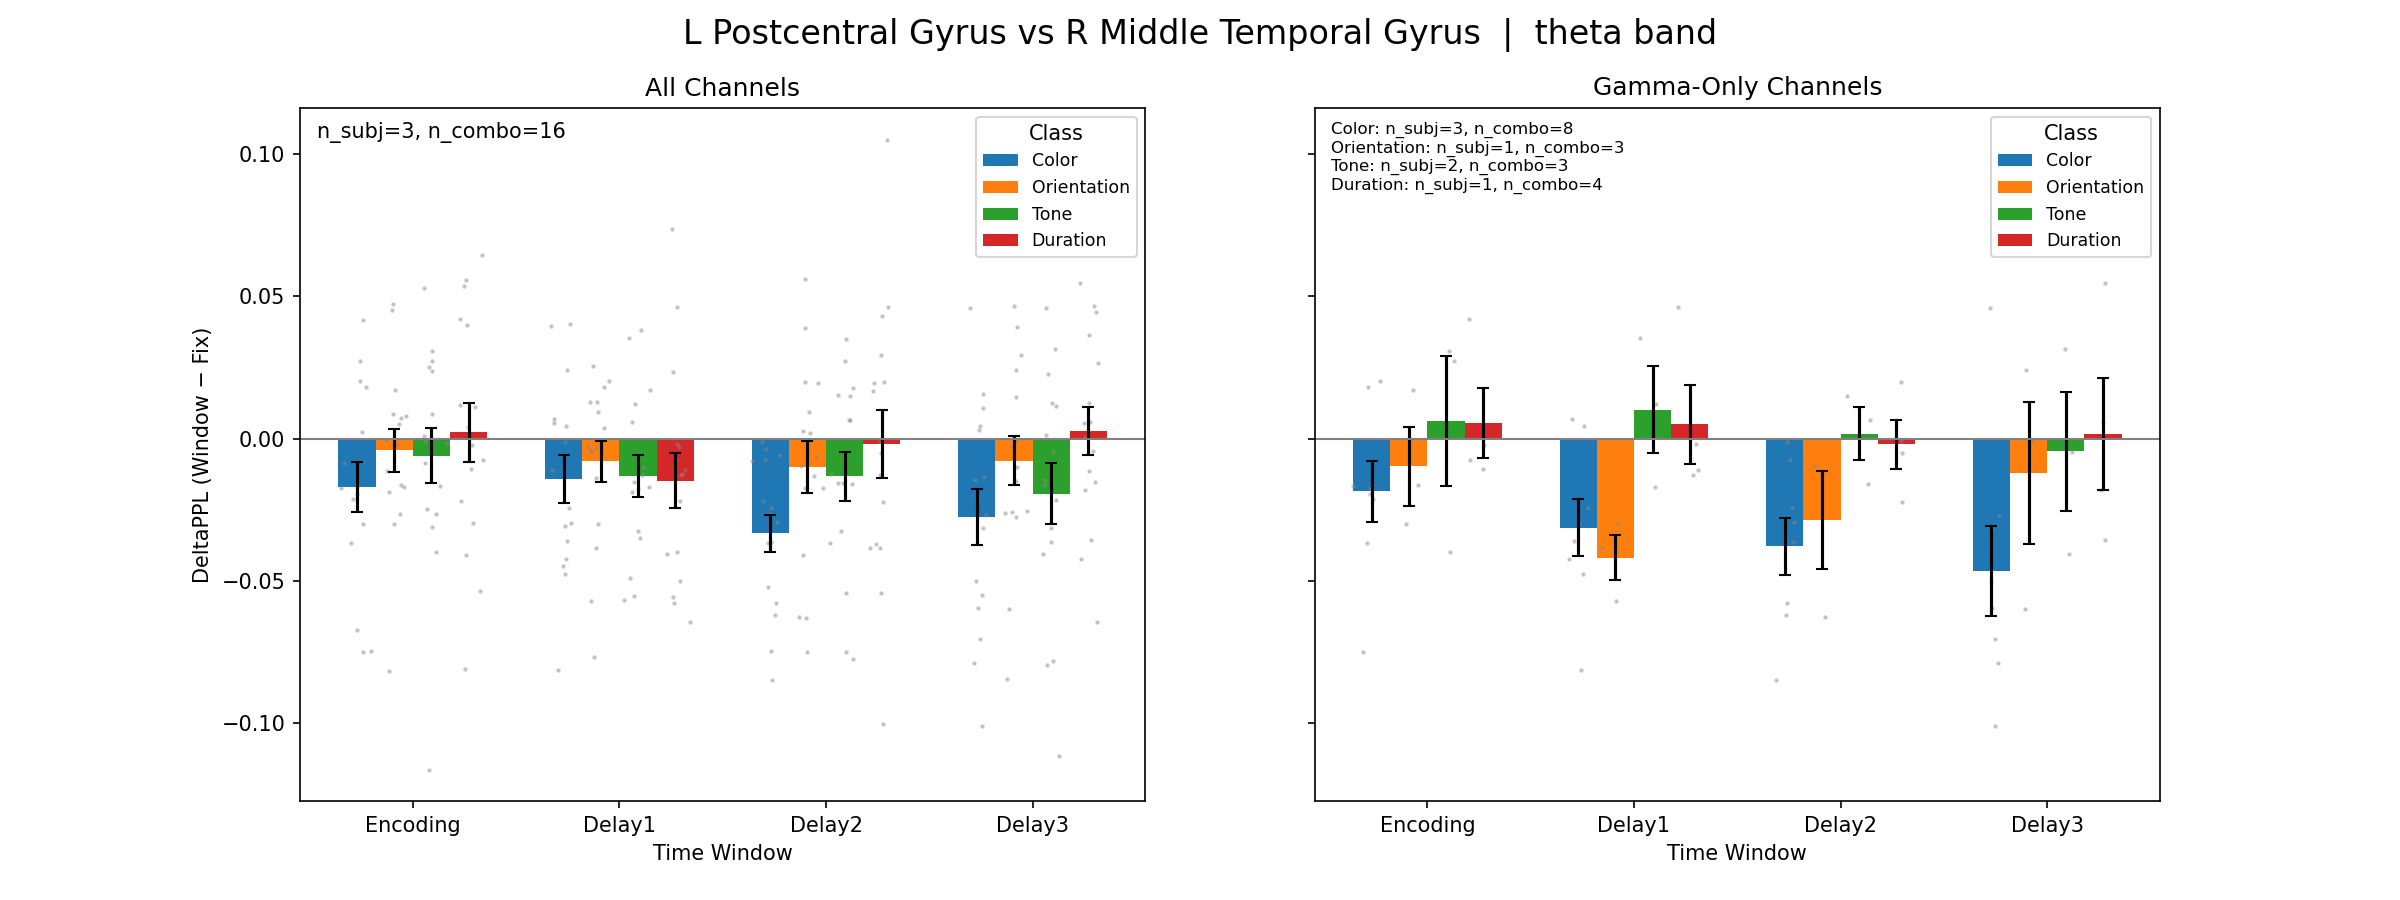 L Postcentral Gyrus vs R Middle Temporal Gyrus | theta band
All Channels
n_subj=3, n_combo=16
Class
Color
Orientation
Tone
Duration
DeltaPPL (Window − Fix)
0.10
0.05
0.00
−0.05
−0.10
Encoding
Delay1
Delay2
Delay3
Time Window
Gamma-Only Channels
Color: n_subj=3, n_combo=8
Orientation: n_subj=1, n_combo=3
Tone: n_subj=2, n_combo=3
Duration: n_subj=1, n_combo=4
Class
Color
Orientation
Tone
Duration
Encoding
Delay1
Delay2
Delay3
Time Window